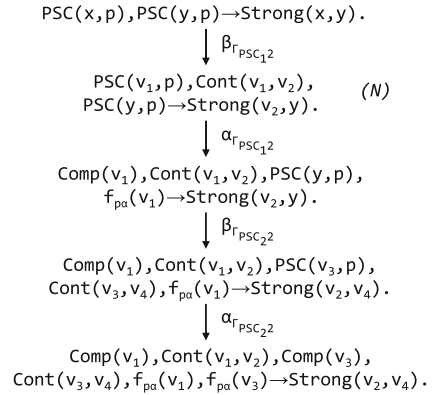 PSC(x,p),PSC(y,p)→Strong(x,y).
β_{Γ_{PSC_1}2}
PSC(v₁,p),Cont(v₁,v₂),
PSC(y,p)→Strong(v₂,y).
(N)
α_{Γ_{PSC_1}2}
Comp(v₁),Cont(v₁,v₂),PSC(y,p),
f_{pα}(v₁)→Strong(v₂,y).
β_{Γ_{PSC_2}2}
Comp(v₁),Cont(v₁,v₂),PSC(v₃,p),
Cont(v₃,v₄),f_{pα}(v₁)→Strong(v₂,v₄).
α_{Γ_{PSC_2}2}
Comp(v₁),Cont(v₁,v₂),Comp(v₃),
Cont(v₃,v₄),f_{pα}(v₁),f_{pα}(v₃)→Strong(v₂,v₄).